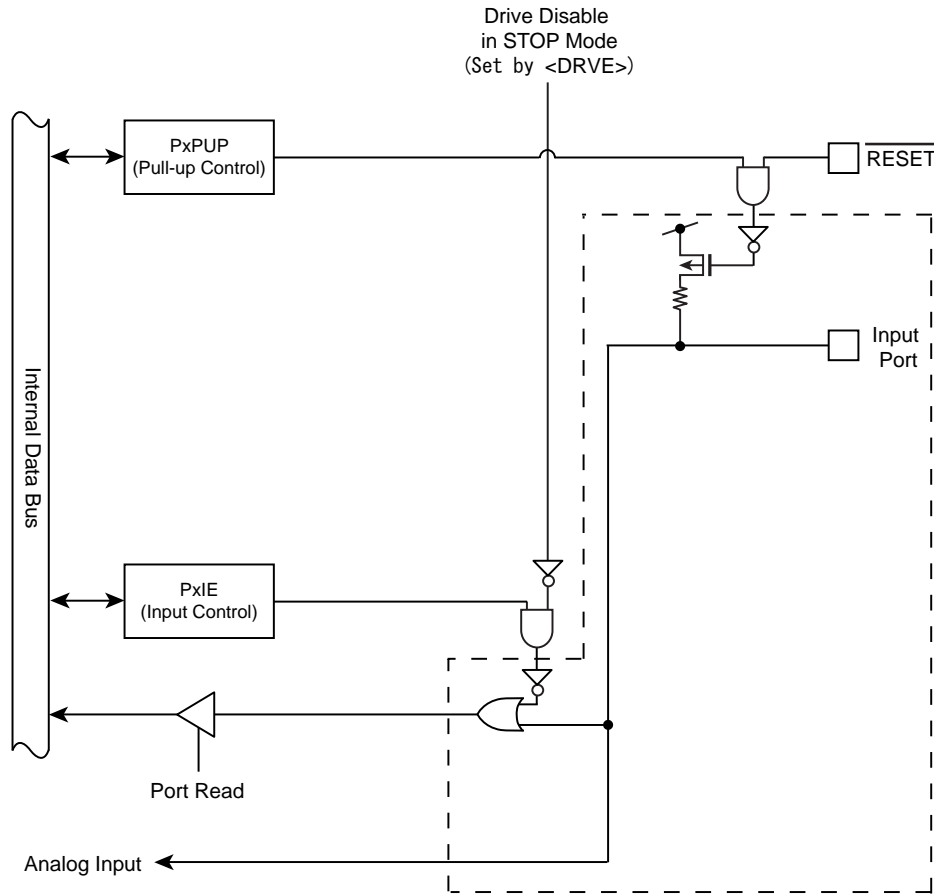 Drive Disable
in STOP Mode
(Set by <DRVE>)
PxPUP
(Pull-up Control)
RESET
Input
Port
Internal Data Bus
PxIE
(Input Control)
Port Read
Analog Input